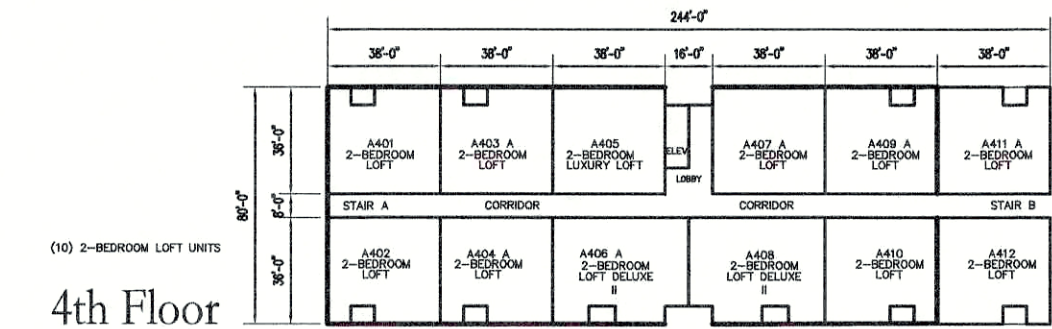 244'-0"
38'-0" 38'-0" 38'-0" 16'-0" 38'-0" 38'-0" 38'-0"
80'-0"
36'-0"
8'-0"
36'-0"
A401
2-BEDROOM
LOFT
A403 A
2-BEDROOM
LOFT
A405
2-BEDROOM
LUXURY LOFT
ELEV
LOBBY
A407 A
2-BEDROOM
LOFT
A409 A
2-BEDROOM
LOFT
A411 A
2-BEDROOM
LOFT
STAIR A CORRIDOR CORRIDOR STAIR B
A402
2-BEDROOM
LOFT
A404 A
2-BEDROOM
LOFT
A406 A
2-BEDROOM
LOFT DELUXE
II
A408
2-BEDROOM
LOFT DELUXE
II
A410
2-BEDROOM
LOFT
A412
2-BEDROOM
LOFT
(10) 2-BEDROOM LOFT UNITS
4th Floor